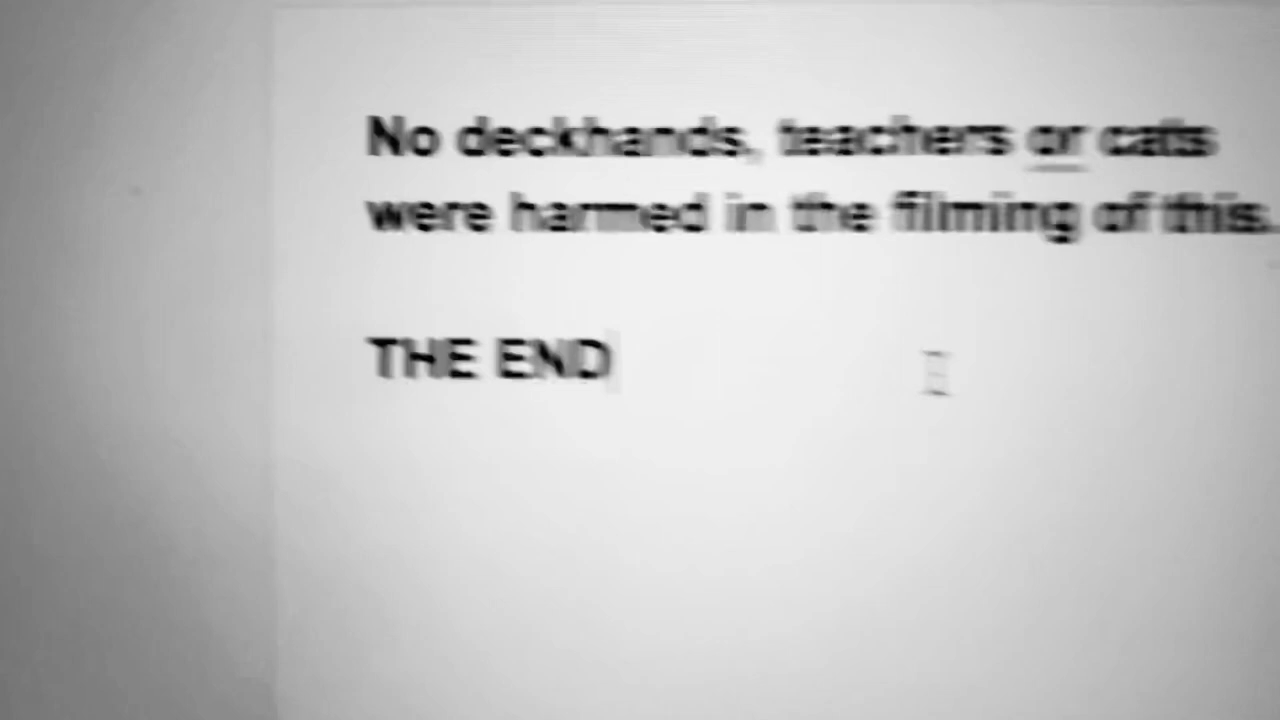 No deckhands, teachers or cats
were harmed in the filming of this.
THE END